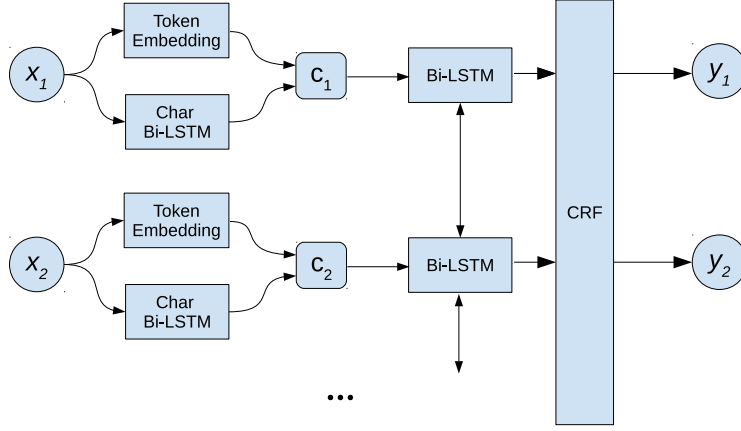 x1
Token
Embedding
Char
Bi-LSTM
c1
Bi-LSTM
CRF
y1
x2
Token
Embedding
Char
Bi-LSTM
c2
Bi-LSTM
y2
...